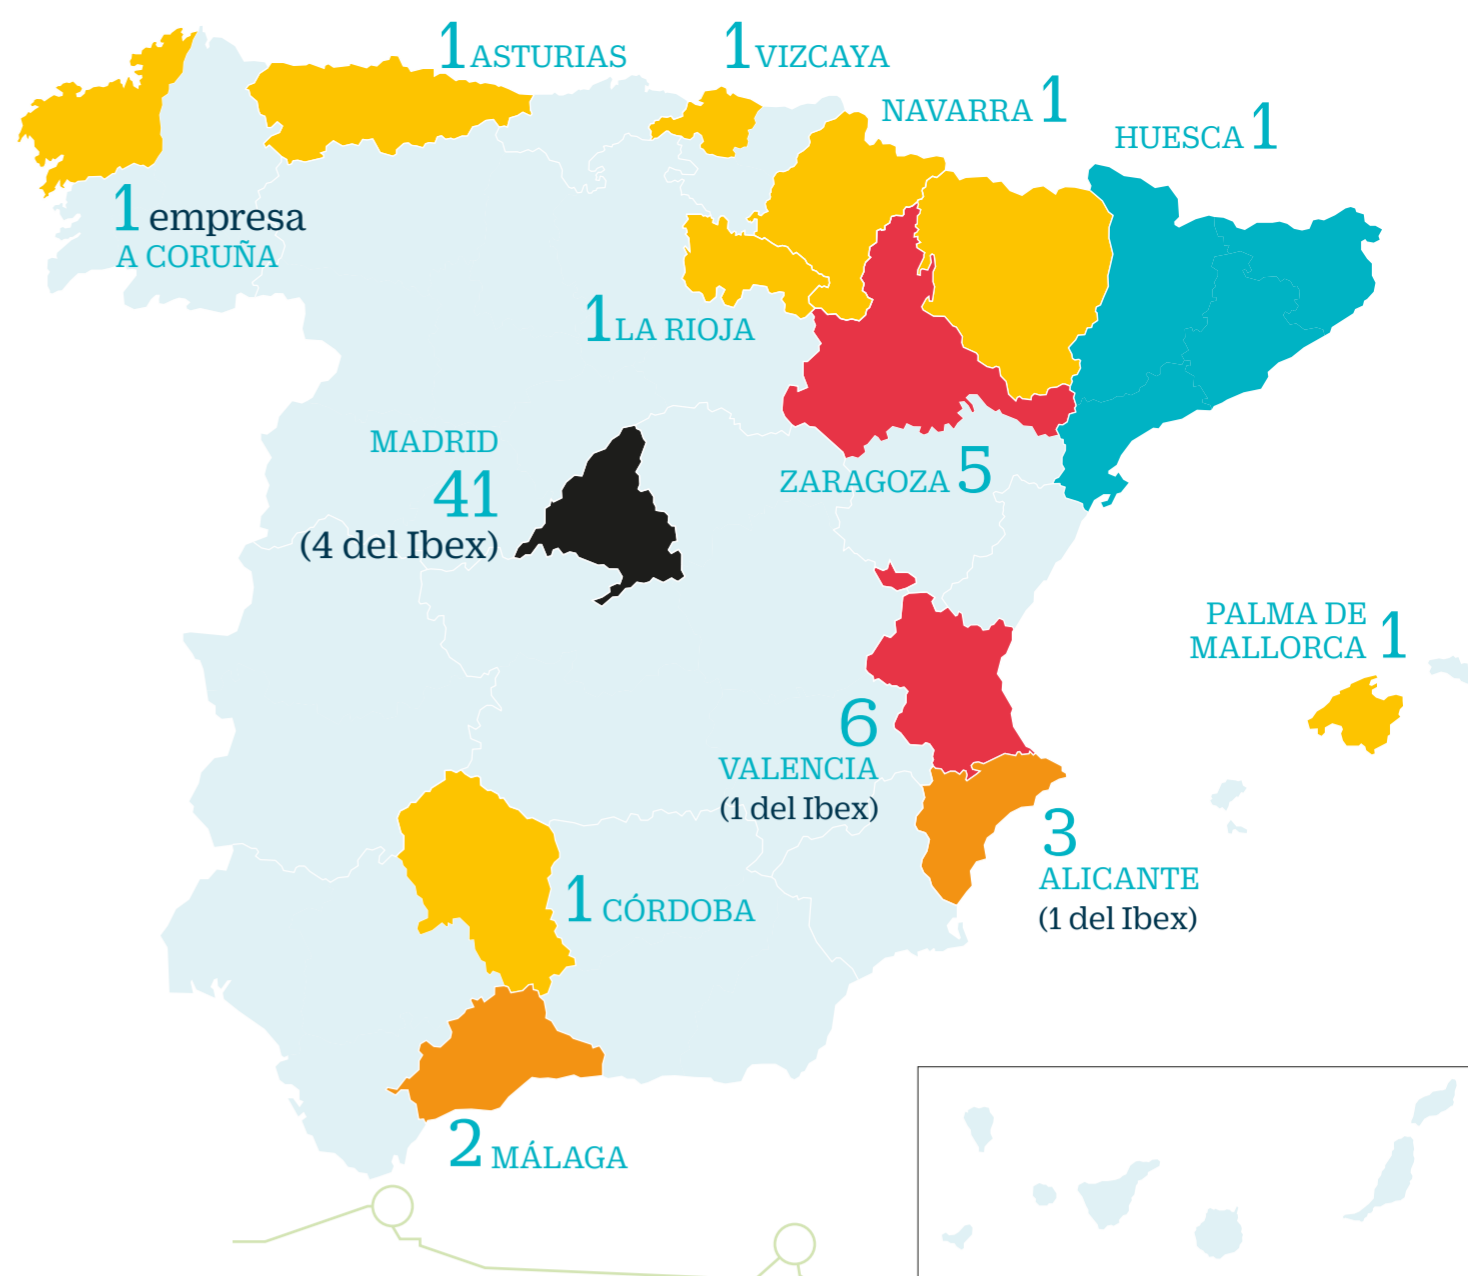 1 ASTURIAS
1 VIZCAYA
NAVARRA 1
HUESCA 1
1 empresa
A CORUÑA
1 LA RIOJA
MADRID
41
(4 del Ibex)
ZARAGOZA 5
PALMA DE
MALLORCA 1
6
VALENCIA
(1 del Ibex)
3
ALICANTE
(1 del Ibex)
1 CÓRDOBA
2 MÁLAGA